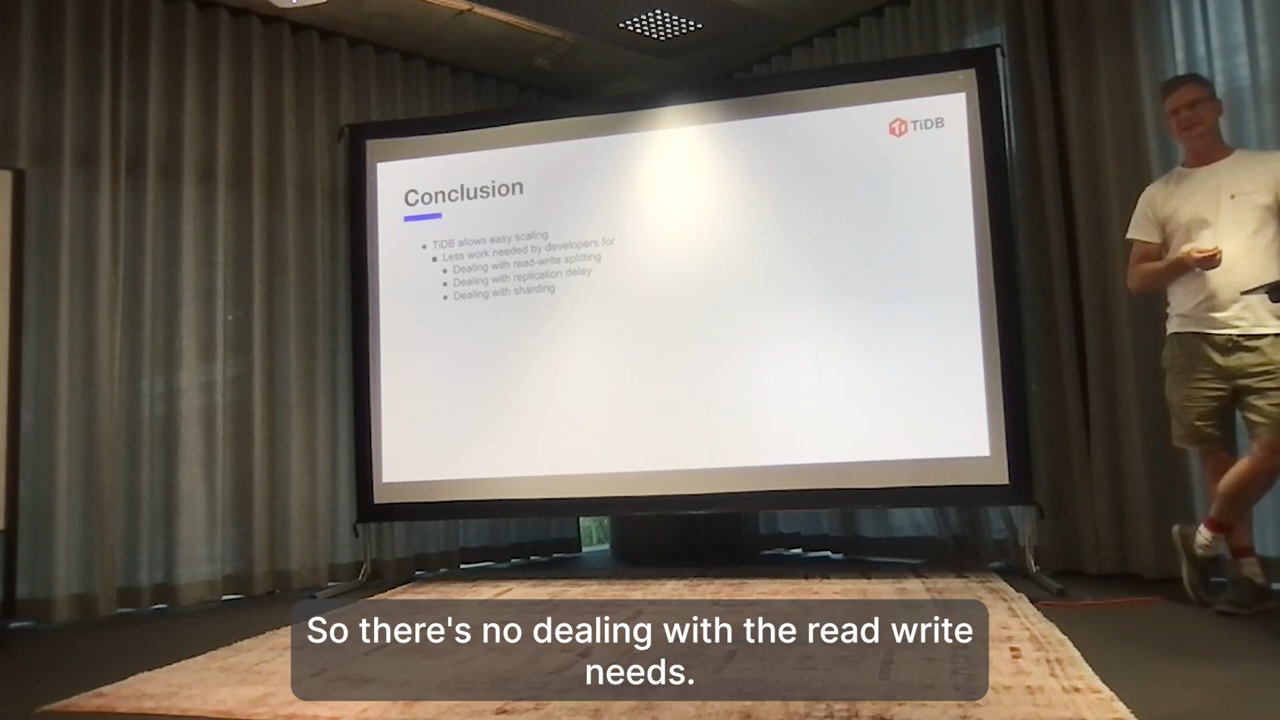 TiDB
Conclusion
TiDB allows easy scaling
Less work needed by developers for
Dealing with read-write splitting
Dealing with replication delay
Dealing with sharding
So there's no dealing with the read write
needs.